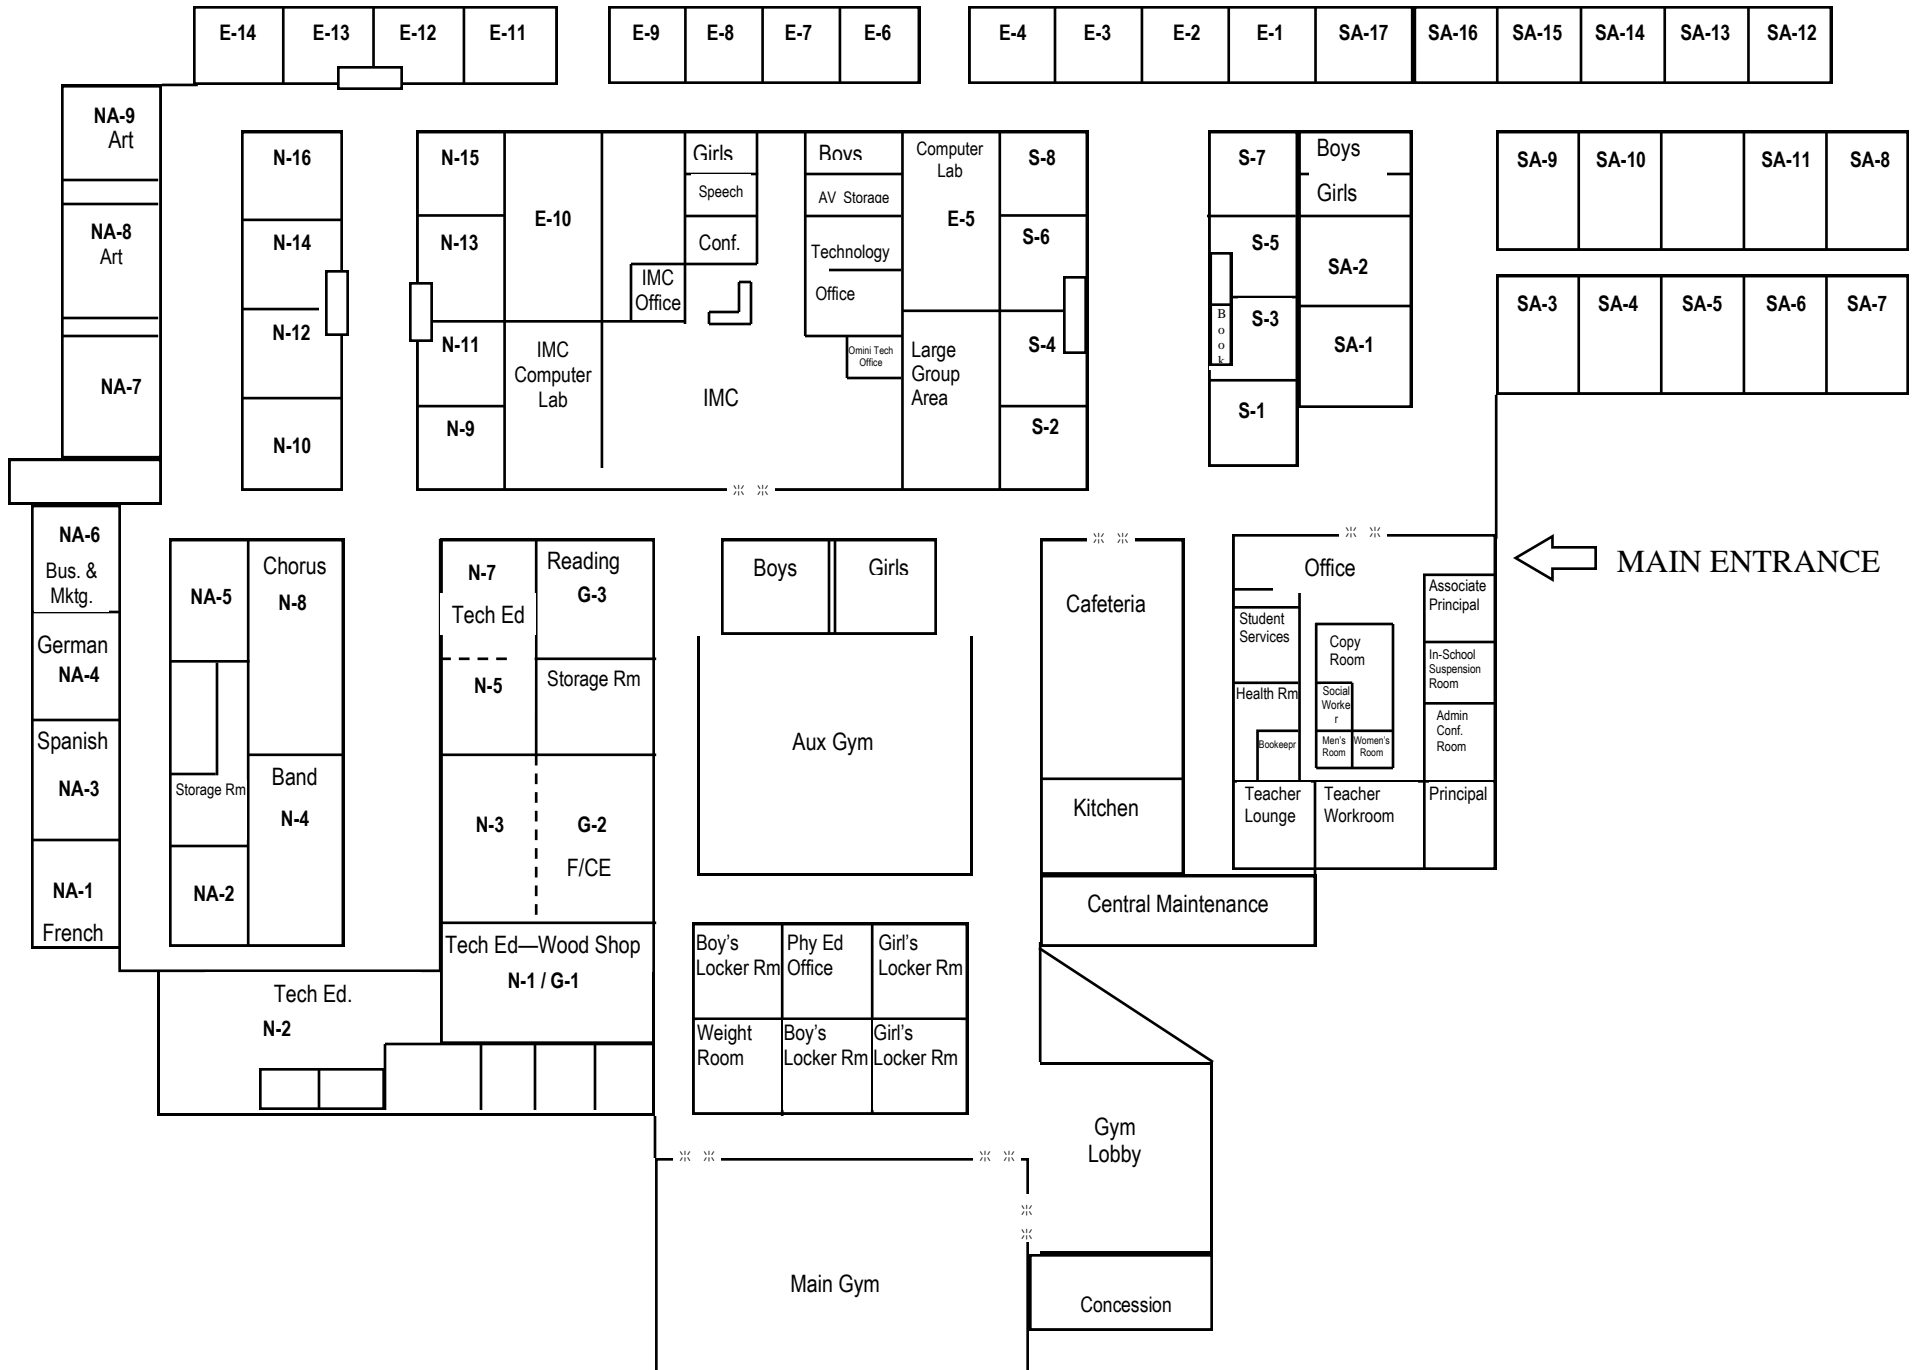 E-14 E-13 E-12 E-11 E-9 E-8 E-7 E-6 E-4 E-3 E-2 E-1 SA-17 SA-16 SA-15 SA-14 SA-13 SA-12
NA-9
Art
NA-8
Art
NA-7
N-16
N-14
N-12
N-10
N-15
N-13
N-11
N-9
E-10
IMC
Computer
Lab
Girls
Speech
Conf.
IMC
Office
IMC
Boys
AV Storage
Technology
Office
Omini Tech
Office
Computer
Lab
E-5
Large
Group
Area
S-8
S-6
S-4
S-2
S-7
S-5
S-3
S-1
B
o
o
k
Boys
Girls
SA-2
SA-1
SA-9 SA-10 SA-11 SA-8
SA-3 SA-4 SA-5 SA-6 SA-7
MAIN ENTRANCE
NA-6
Bus. &
Mktg.
German
NA-4
Spanish
NA-3
NA-1
French
NA-5
Storage Rm
NA-2
Chorus
N-8
Band
N-4
N-7
Tech Ed
N-5
N-3
Reading
G-3
Storage Rm
G-2
F/CE
Tech Ed—Wood Shop
N-1 / G-1
Tech Ed.
N-2
Boys Girls
Aux Gym
Boy's
Locker Rm
Phy Ed
Office
Girl's
Locker Rm
Weight
Room
Boy's
Locker Rm
Girl's
Locker Rm
Main Gym
Cafeteria
Kitchen
Central Maintenance
Gym
Lobby
Concession
Office
Student
Services
Health Rm
Bookeepr
Copy
Room
Social
Worke
r
Men's
Room
Women's
Room
Associate
Principal
In-School
Suspension
Room
Admin
Conf.
Room
Teacher
Lounge
Teacher
Workroom
Principal